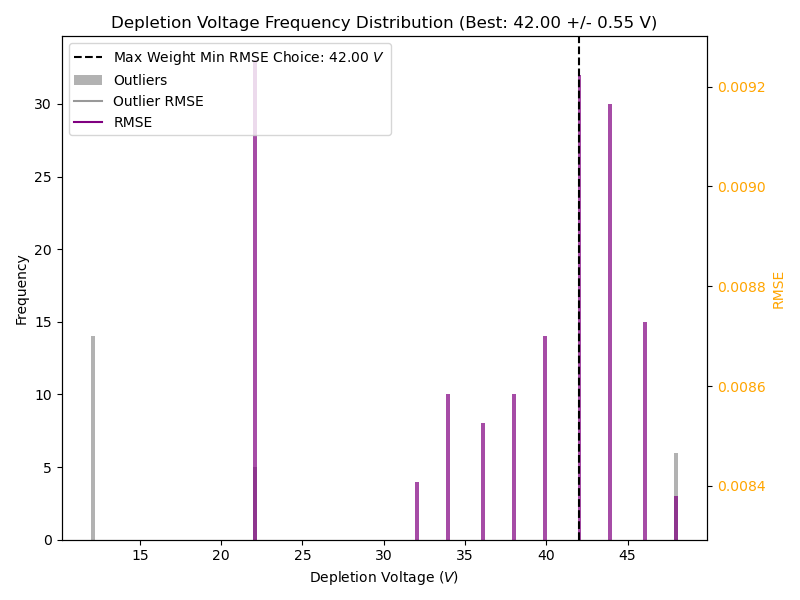 Depletion Voltage Frequency Distribution (Best: 42.00 +/- 0.55 V)
Max Weight Min RMSE Choice: 42.00 V
Outliers
Outlier RMSE
RMSE
Frequency
30
25
20
15
10
5
0
0.0092
0.0090
0.0088
0.0086
0.0084
RMSE
15 20 25 30 35 40 45
Depletion Voltage (V)